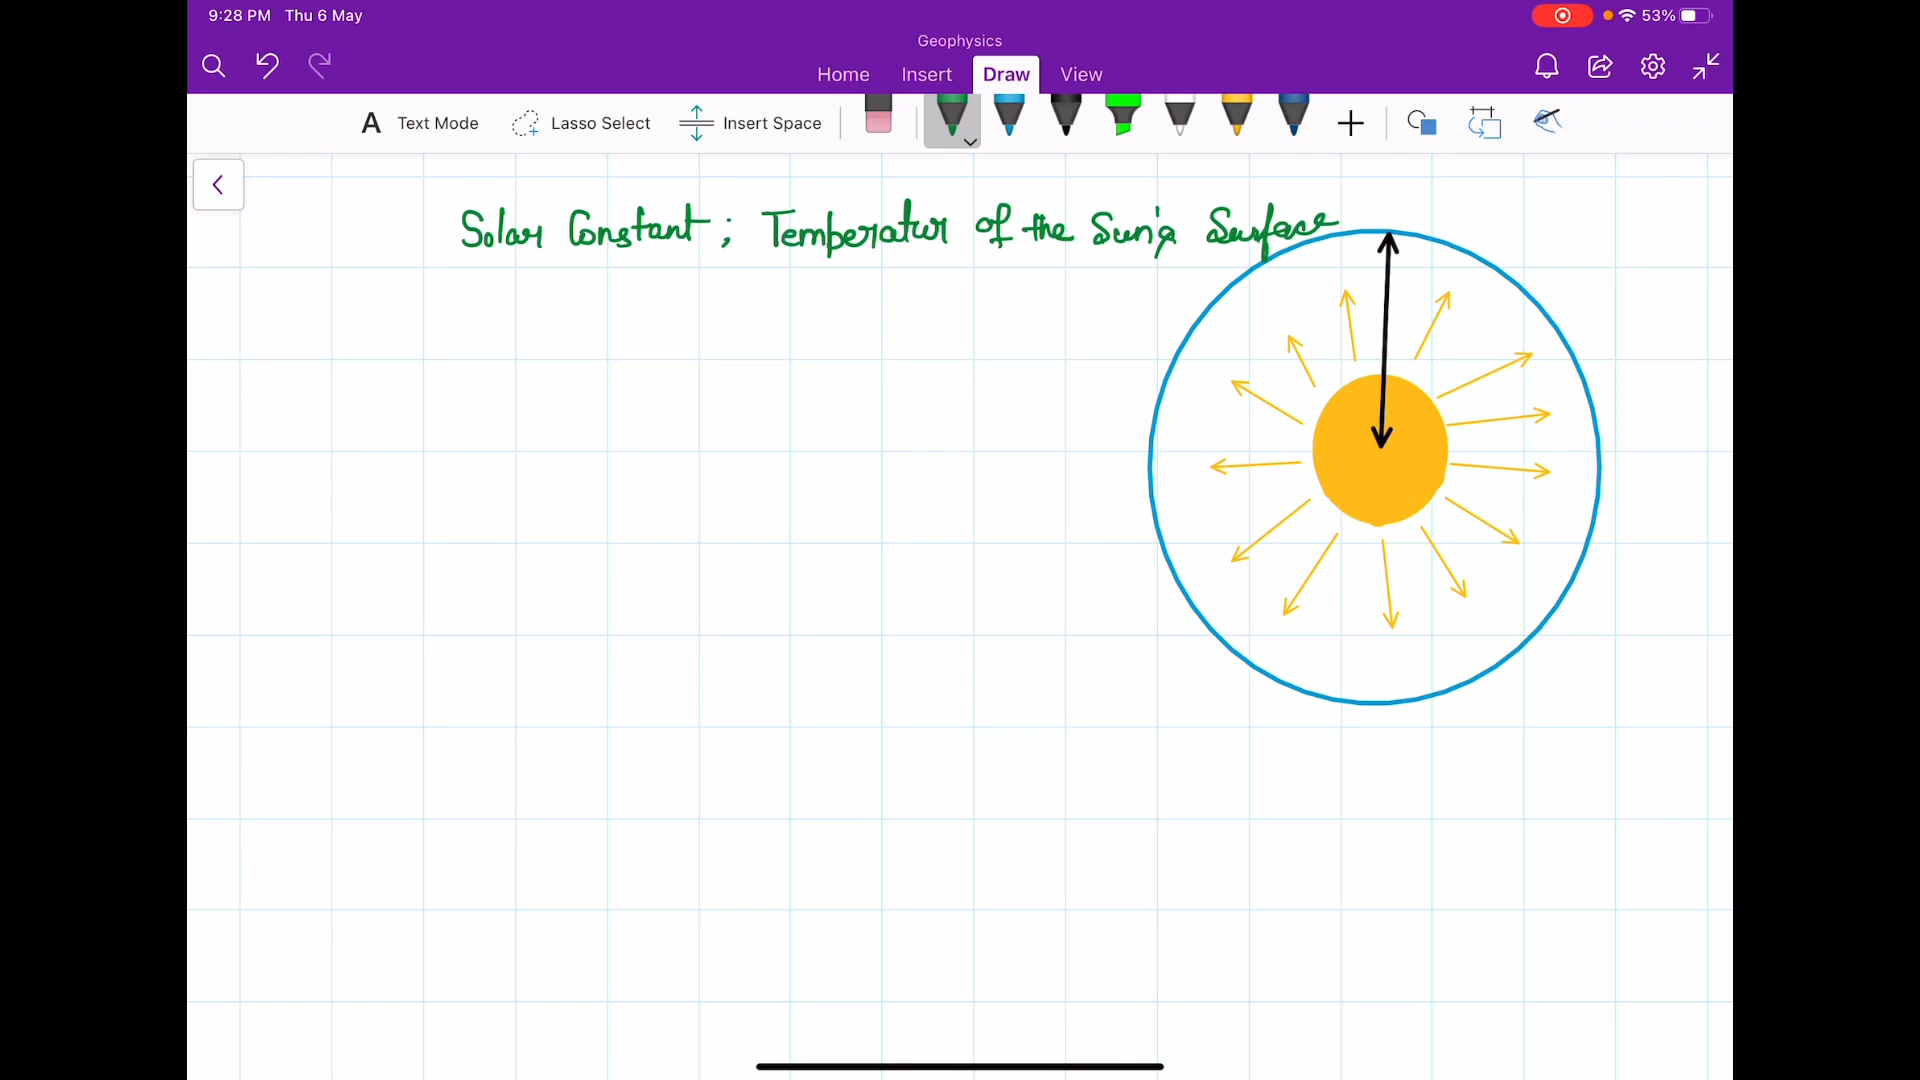 9:28 PM Thu 6 May
53%
Geophysics
Home Insert Draw View
A Text Mode Lasso Select Insert Space
Solar Constant ; Temperatur of the Sun's Surface